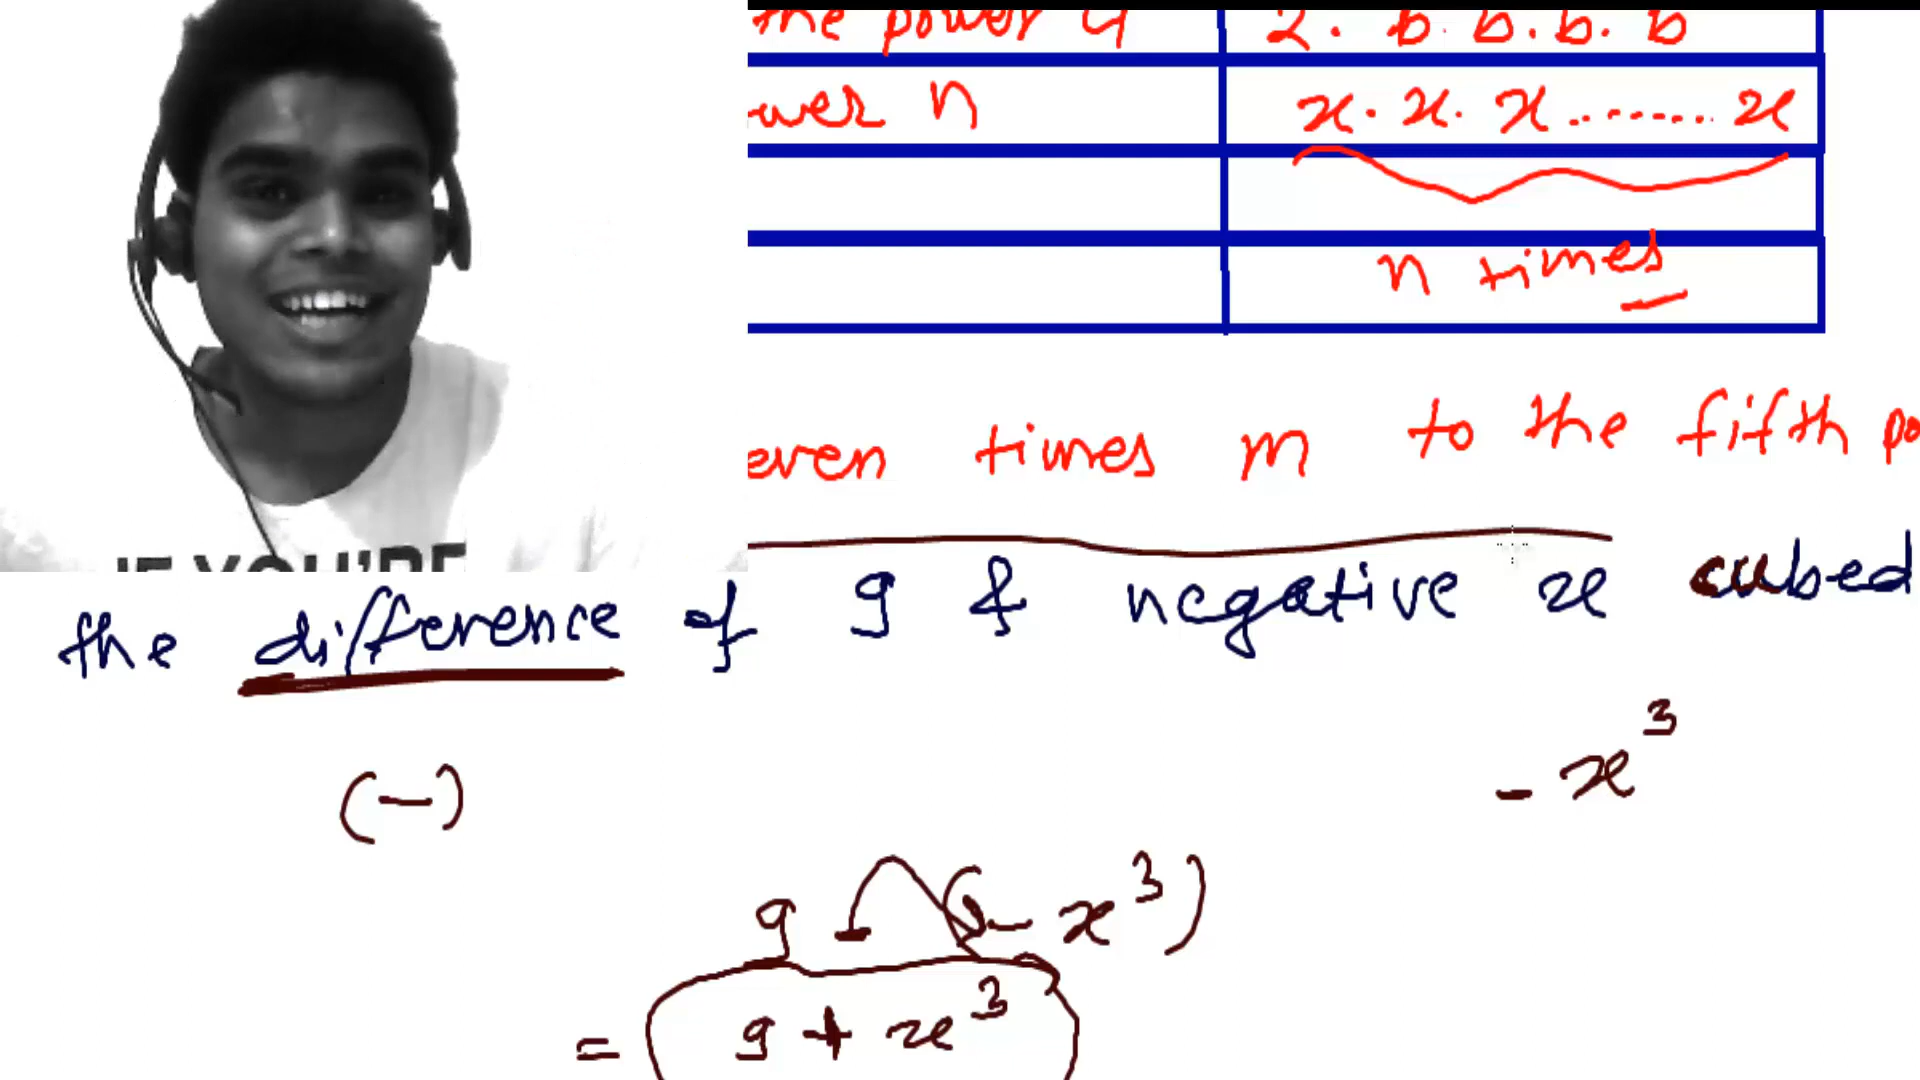 the power 4 2. b. b. b. b
wer n x. x. x ........ x
n times
even times m to the fifth po
IF YOU'RE
the difference of 9 & negative x cubed
- x³
(-)
9 - (- x³)
= 9 + x³